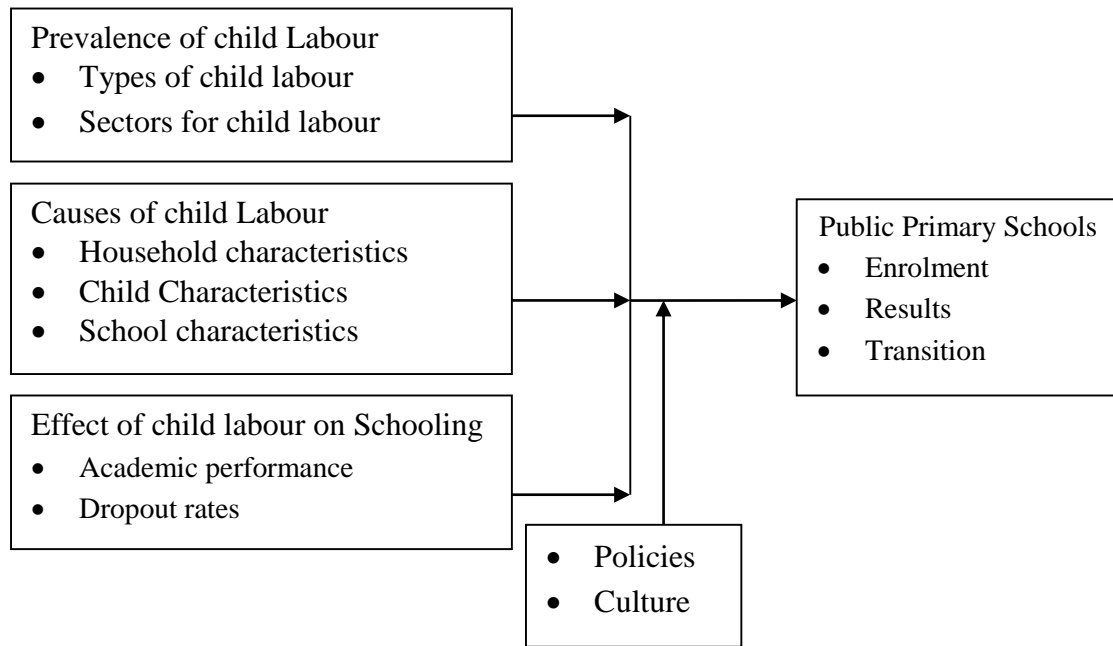 Prevalence of child Labour
• Types of child labour
• Sectors for child labour
Causes of child Labour
• Household characteristics
• Child Characteristics
• School characteristics
Effect of child labour on Schooling
• Academic performance
• Dropout rates
• Policies
• Culture
Public Primary Schools
• Enrolment
• Results
• Transition